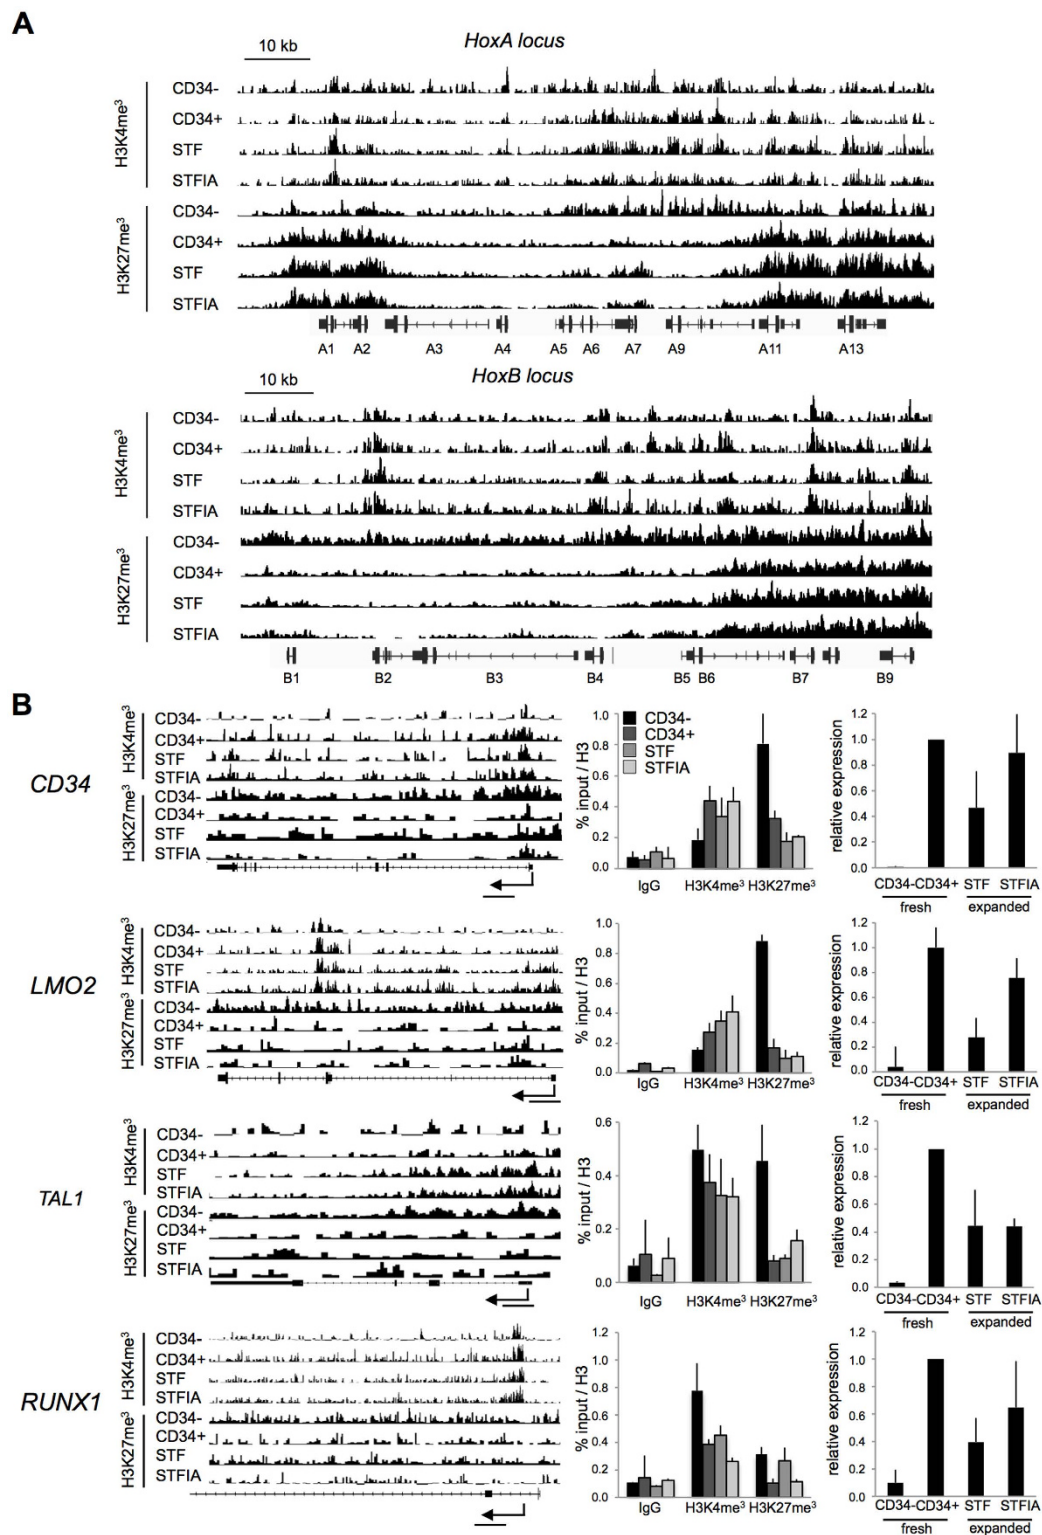 A
HoxA locus
10 kb
H3K4me³
CD34-
CD34+
STF
STFIA
H3K27me³
CD34-
CD34+
STF
STFIA
A1 A2 A3 A4 A5 A6 A7 A9 A11 A13
HoxB locus
10 kb
H3K4me³
CD34-
CD34+
STF
STFIA
H3K27me³
CD34-
CD34+
STF
STFIA
B1 B2 B3 B4 B5 B6 B7 B9
B
CD34
H3K4me³
CD34-
CD34+
STF
STFIA
H3K27me³
CD34-
CD34+
STF
STFIA
% input / H3
1.0
0.8
0.6
0.4
0.2
0.0
CD34-
CD34+
STF
STFIA
IgG H3K4me³ H3K27me³
relative expression
1.2
1.0
0.8
0.6
0.4
0.2
0.0
CD34- CD34+ STF STFIA
fresh expanded
LMO2
H3K4me³
CD34-
CD34+
STF
STFIA
H3K27me³
CD34-
CD34+
STF
STFIA
% input / H3
1.0
0.8
0.6
0.4
0.2
0.0
IgG H3K4me³ H3K27me³
relative expression
1.2
1.0
0.8
0.6
0.4
0.2
0.0
CD34- CD34+ STF STFIA
fresh expanded
TAL1
H3K4me³
CD34-
CD34+
STF
STFIA
H3K27me³
CD34-
CD34+
STF
STFIA
% input / H3
0.6
0.4
0.2
0.0
IgG H3K4me³ H3K27me³
relative expression
1.2
1.0
0.8
0.6
0.4
0.2
0.0
CD34- CD34+ STF STFIA
fresh expanded
RUNX1
H3K4me³
CD34-
CD34+
STF
STFIA
H3K27me³
CD34-
CD34+
STF
STFIA
% input / H3
1.2
1.0
0.8
0.6
0.4
0.2
0.0
IgG H3K4me³ H3K27me³
relative expression
1.2
1.0
0.8
0.6
0.4
0.2
0.0
CD34- CD34+ STF STFIA
fresh expanded